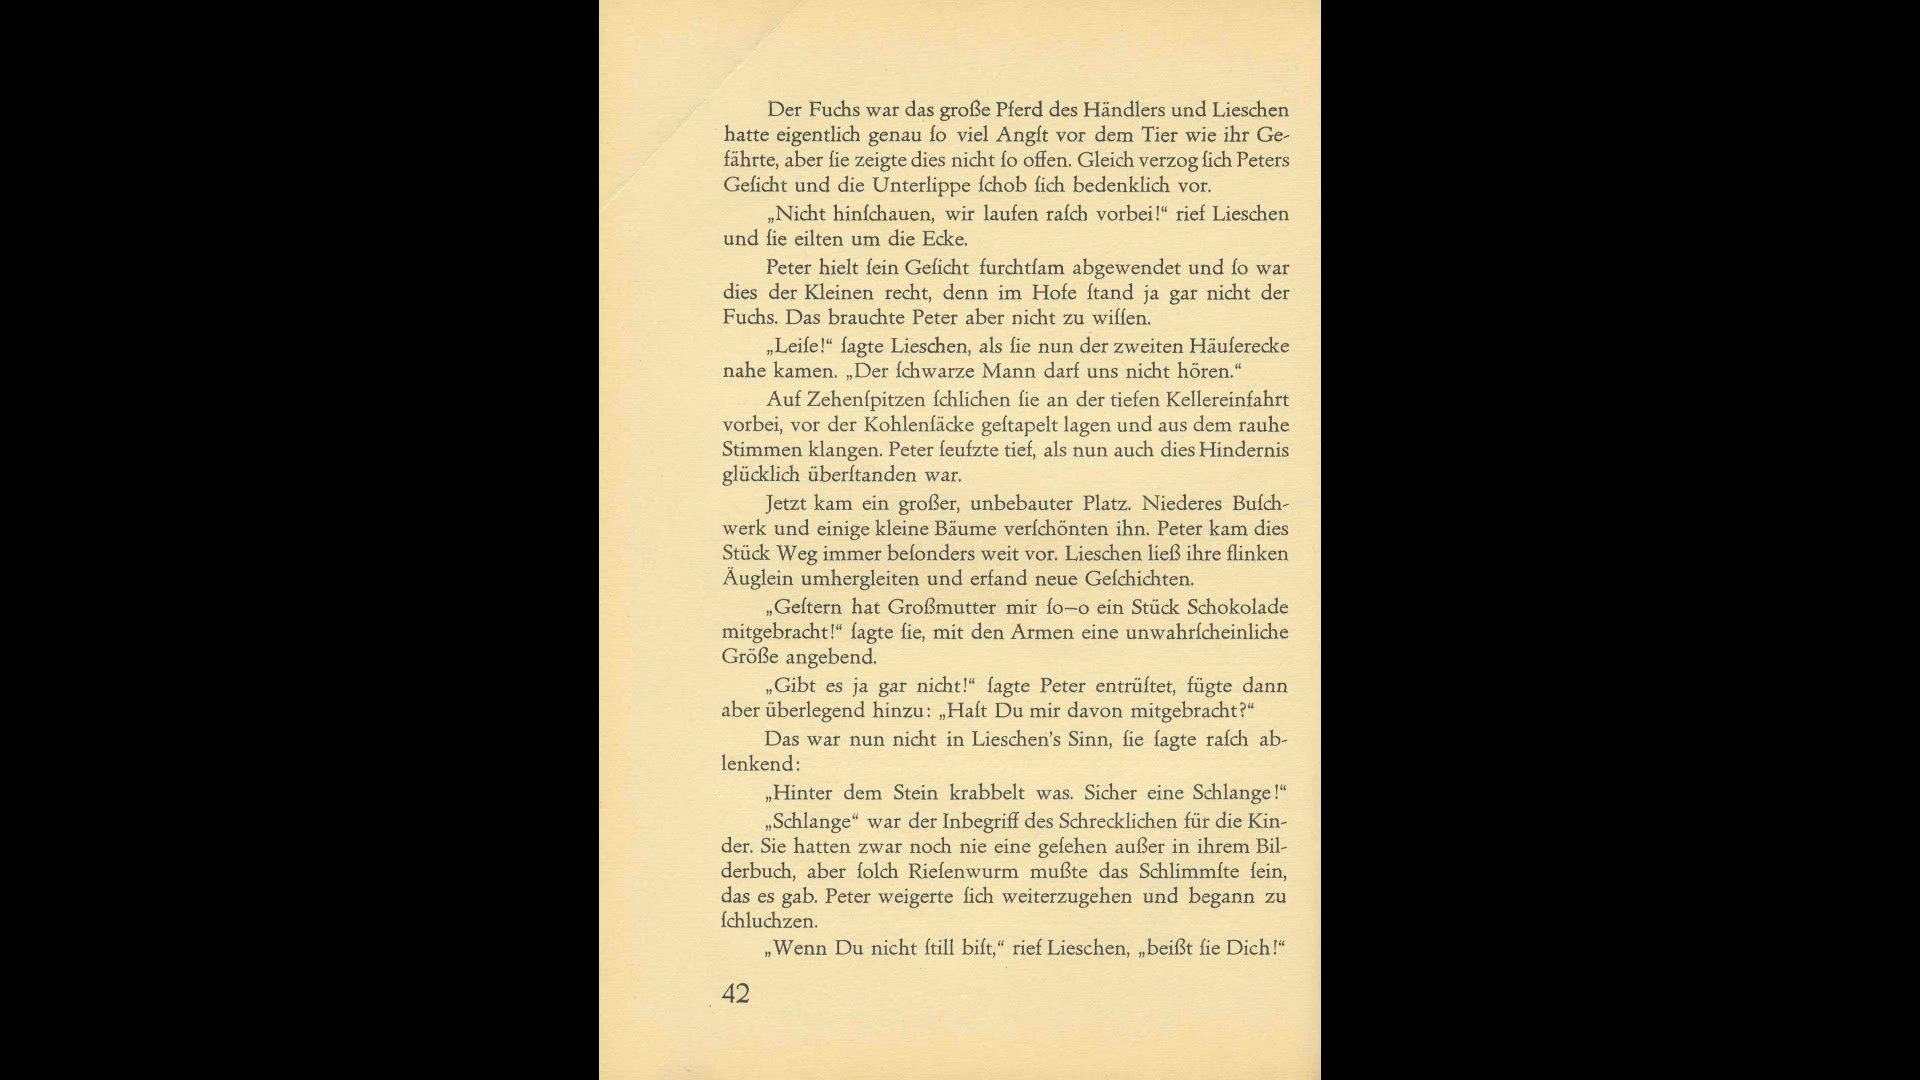 Der Fuchs war das große Pferd des Händlers und Lieschen
hatte eigentlich genau ſo viel Angſt vor dem Tier wie ihr Ge-
fährte, aber ſie zeigte dies nicht ſo offen. Gleich verzog ſich Peters
Geſicht und die Unterlippe ſchob ſich bedenklich vor.
„Nicht hinſchauen, wir laufen raſch vorbei!“ rief Lieschen
und ſie eilten um die Ecke.
Peter hielt ſein Geſicht furchtſam abgewendet und ſo war
dies der Kleinen recht, denn im Hofe ſtand ja gar nicht der
Fuchs. Das brauchte Peter aber nicht zu wiſſen.
„Leiſe!“ ſagte Lieschen, als ſie nun der zweiten Häuſerecke
nahe kamen. „Der ſchwarze Mann darf uns nicht hören.“
Auf Zehenſpitzen ſchlichen ſie an der tiefen Kellereinfahrt
vorbei, vor der Kohlenſäcke geſtapelt lagen und aus dem rauhe
Stimmen klangen. Peter ſeufzte tief, als nun auch dies Hindernis
glücklich überſtanden war.
Jetzt kam ein großer, unbebauter Platz. Niederes Buſch-
werk und einige kleine Bäume verſchönten ihn. Peter kam dies
Stück Weg immer beſonders weit vor. Lieschen ließ ihre flinken
Äuglein umhergleiten und erfand neue Geſchichten.
„Geſtern hat Großmutter mir ſo—o ein Stück Schokolade
mitgebracht!“ ſagte ſie, mit den Armen eine unwahrſcheinliche
Größe angebend.
„Gibt es ja gar nicht!“ ſagte Peter entrüſtet, fügte dann
aber überlegend hinzu: „Haſt Du mir davon mitgebracht?“
Das war nun nicht in Lieschen’s Sinn, ſie ſagte raſch ab-
lenkend:
„Hinter dem Stein krabbelt was. Sicher eine Schlange!“
„Schlange“ war der Inbegriff des Schrecklichen für die Kin-
der. Sie hatten zwar noch nie eine geſehen außer in ihrem Bil-
derbuch, aber ſolch Rieſenwurm mußte das Schlimmſte ſein,
das es gab. Peter weigerte ſich weiterzugehen und begann zu
ſchluchzen.
„Wenn Du nicht ſtill biſt,“ rief Lieschen, „beißt ſie Dich!“
42